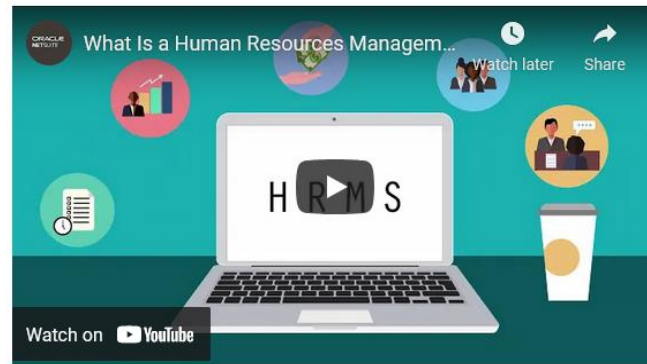 ORACLE
NETSUITE
What Is a Human Resources Managem...
Watch later
Share
HRMS
Watch on YouTube